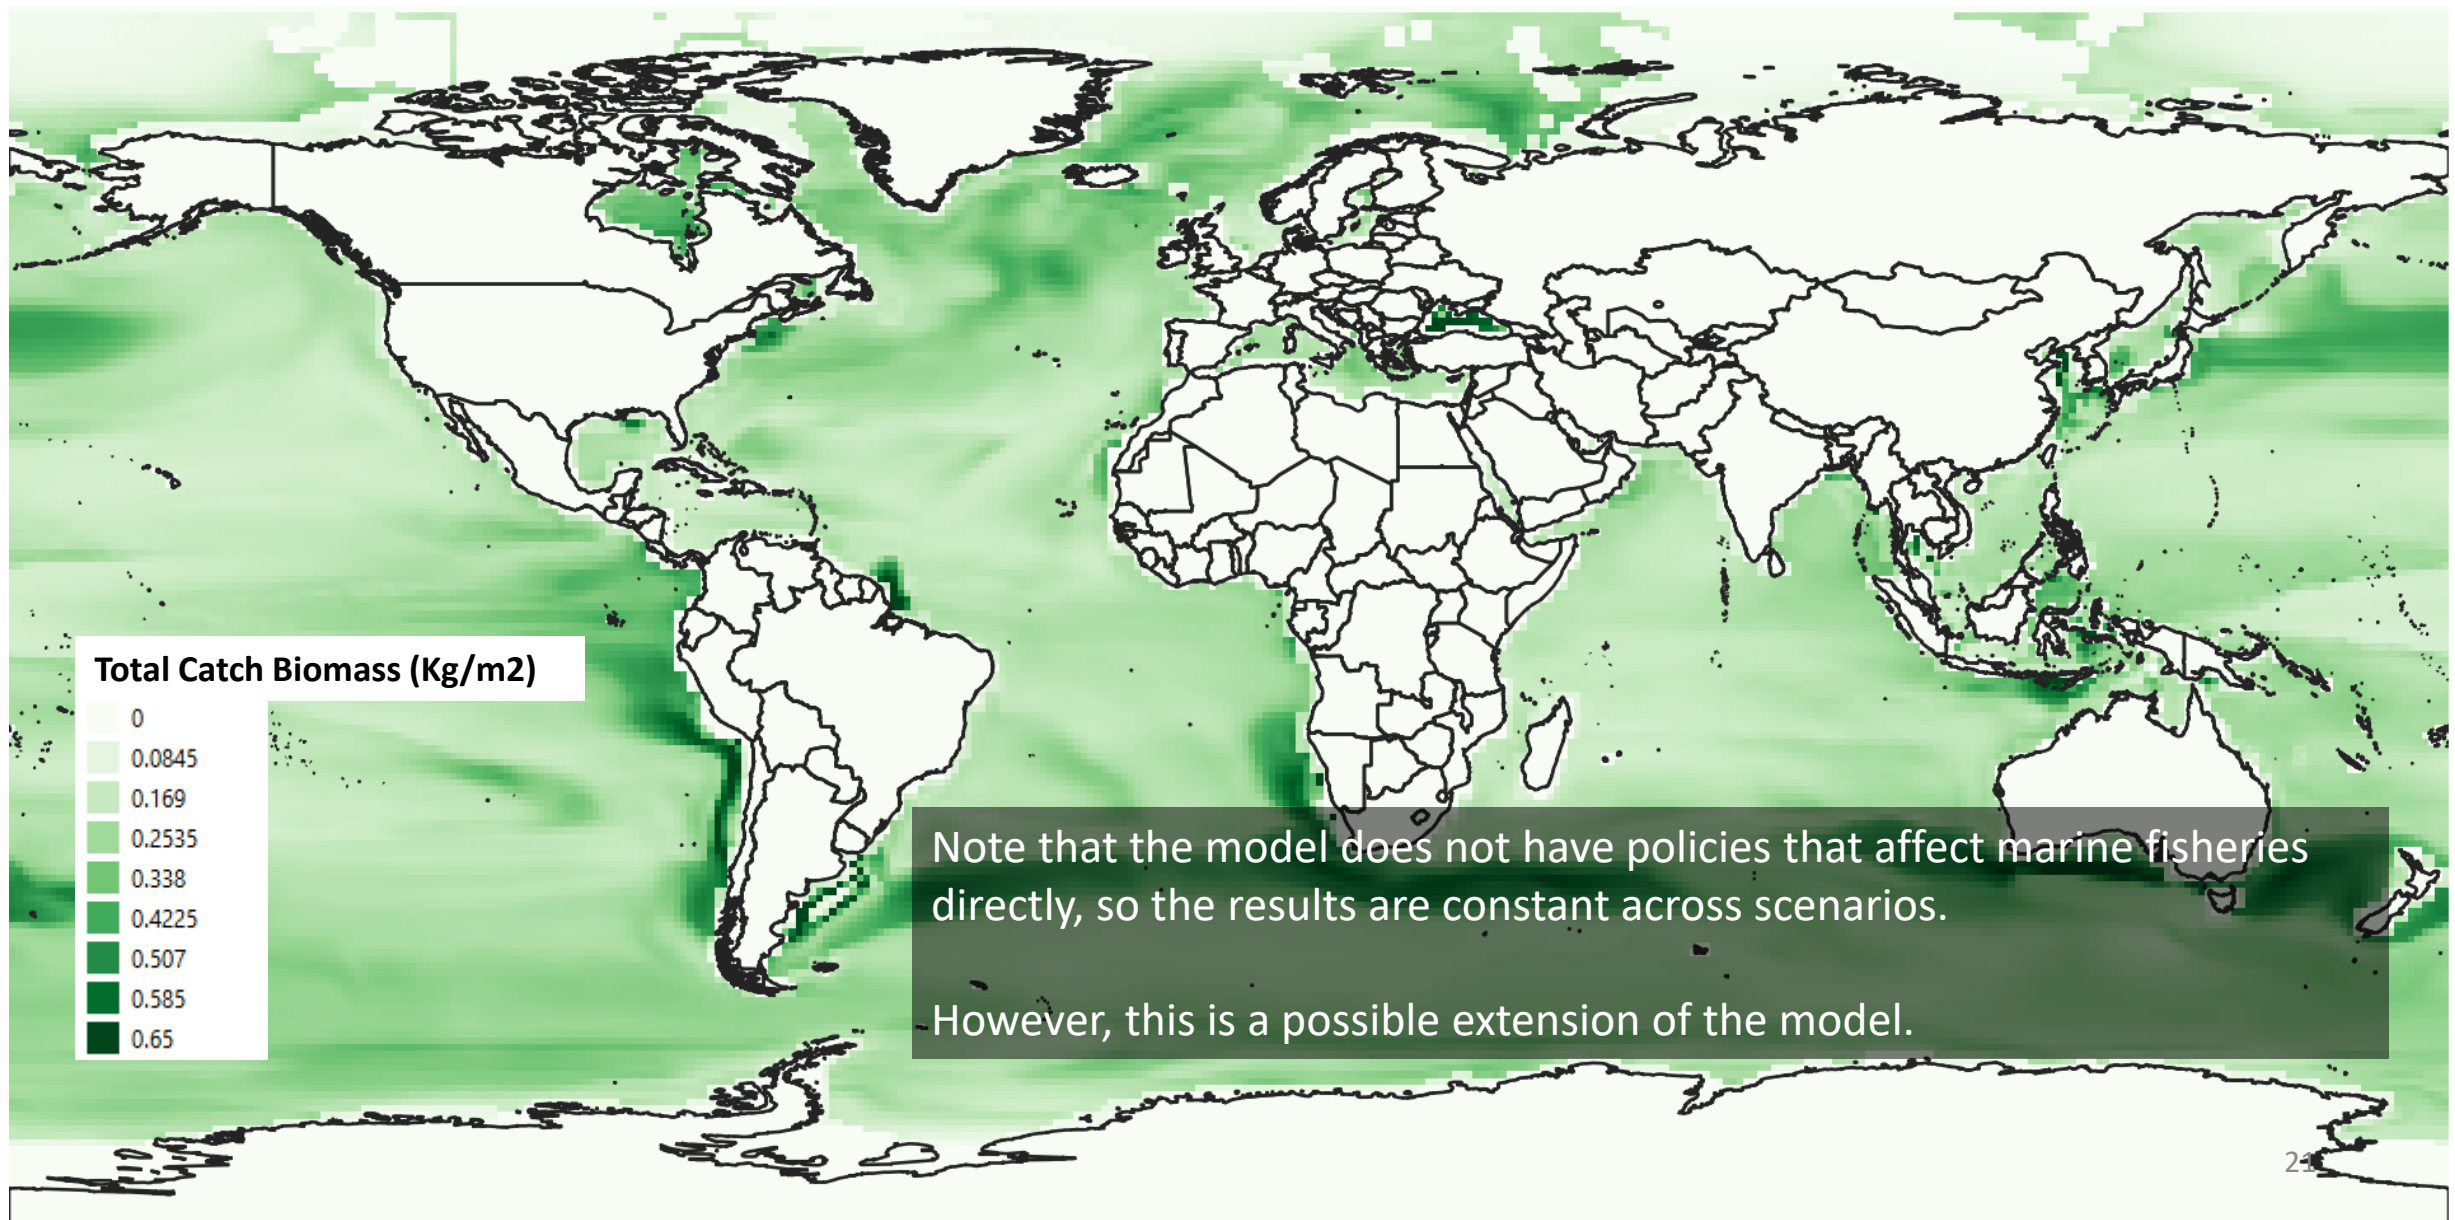 Total Catch Biomass (Kg/m2)
0
0.0845
0.169
0.2535
0.338
0.4225
0.507
0.585
0.65
Note that the model does not have policies that affect marine fisheries
directly, so the results are constant across scenarios.
However, this is a possible extension of the model.
21